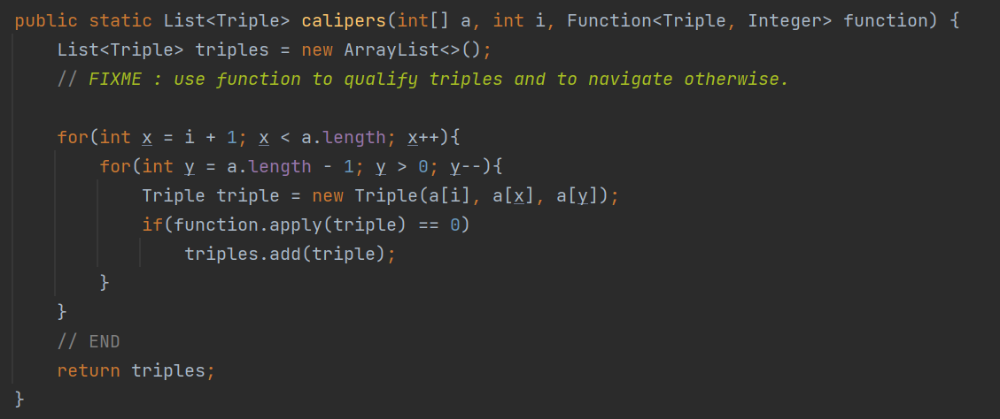 public static List<Triple> calipers(int[] a, int i, Function<Triple, Integer> function) {
    List<Triple> triples = new ArrayList<>();
    // FIXME : use function to qualify triples and to navigate otherwise.
    for(int x = i + 1; x < a.length; x++){
        for(int y = a.length - 1; y > 0; y--){
            Triple triple = new Triple(a[i], a[x], a[y]);
            if(function.apply(triple) == 0)
                triples.add(triple);
        }
    }
    // END
    return triples;
}